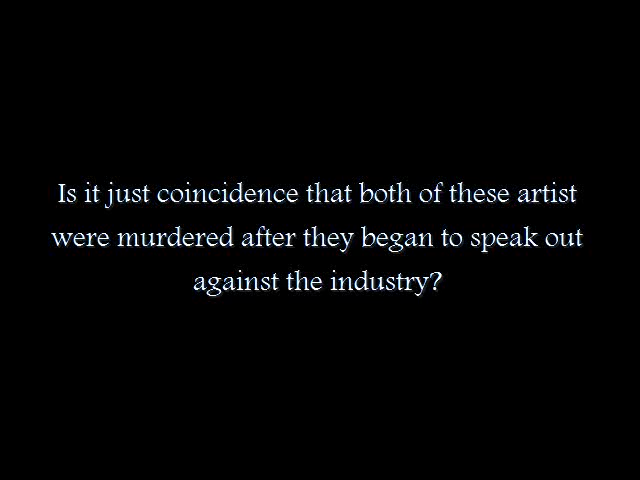 Is it just coincidence that both of these artist
were murdered after they began to speak out
against the industry?